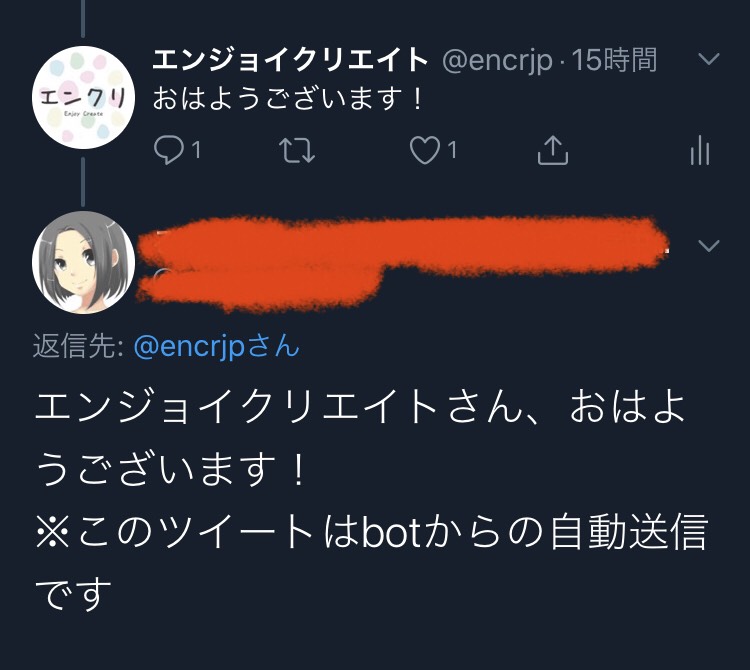 エンジョイクリエイト @encrjp · 15時間
エンクリ
Enjoy Create
おはようございます！
1
1
返信先: @encrjpさん
エンジョイクリエイトさん、おはよ
うございます！
※このツイートはbotからの自動送信
です